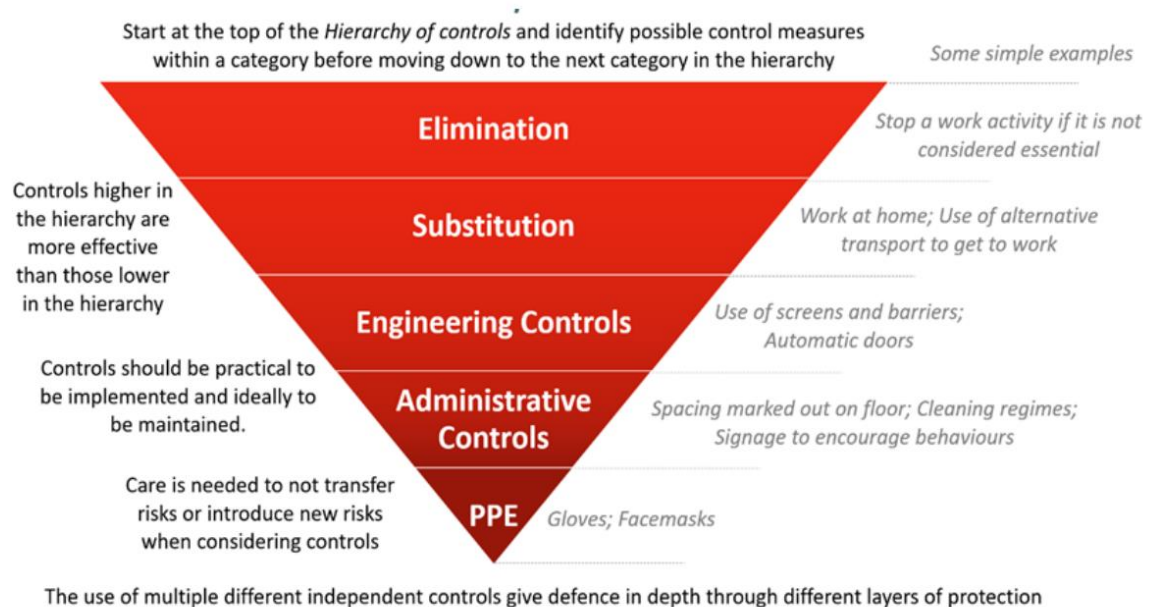 Start at the top of the Hierarchy of controls and identify possible control measures
within a category before moving down to the next category in the hierarchy
Some simple examples
Elimination
Stop a work activity if it is not
considered essential
Controls higher in
the hierarchy are
more effective
than those lower
in the hierarchy
Substitution
Work at home; Use of alternative
transport to get to work
Engineering Controls
Use of screens and barriers;
Automatic doors
Controls should be practical to
be implemented and ideally to
be maintained.
Administrative
Controls
Spacing marked out on floor; Cleaning regimes;
Signage to encourage behaviours
Care is needed to not transfer
risks or introduce new risks
when considering controls
PPE
Gloves; Facemasks
The use of multiple different independent controls give defence in depth through different layers of protection